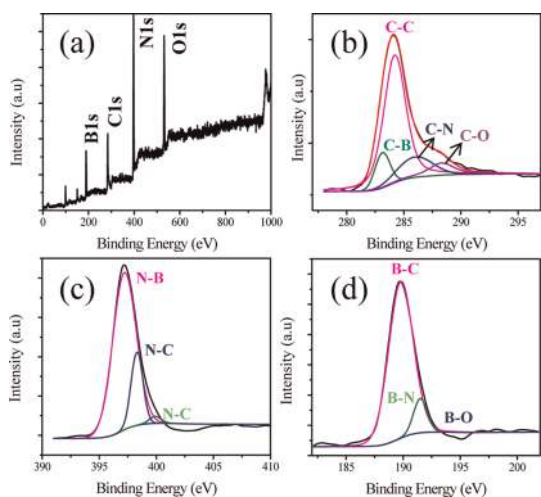 (a)
B1s
C1s
N1s
O1s
Intensity (a.u)
0 200 400 600 800 1000
Binding Energy (eV)
(b)
C-C
C-B
C-N
C-O
Intensity (a.u)
280 285 290 295
Binding Energy (eV)
(c)
N-B
N-C
N-C
Intensity (a.u)
390 395 400 405 410
Binding Energy (eV)
(d)
B-C
B-N
B-O
Intensity (a.u)
185 190 195 200
Binding Energy (eV)